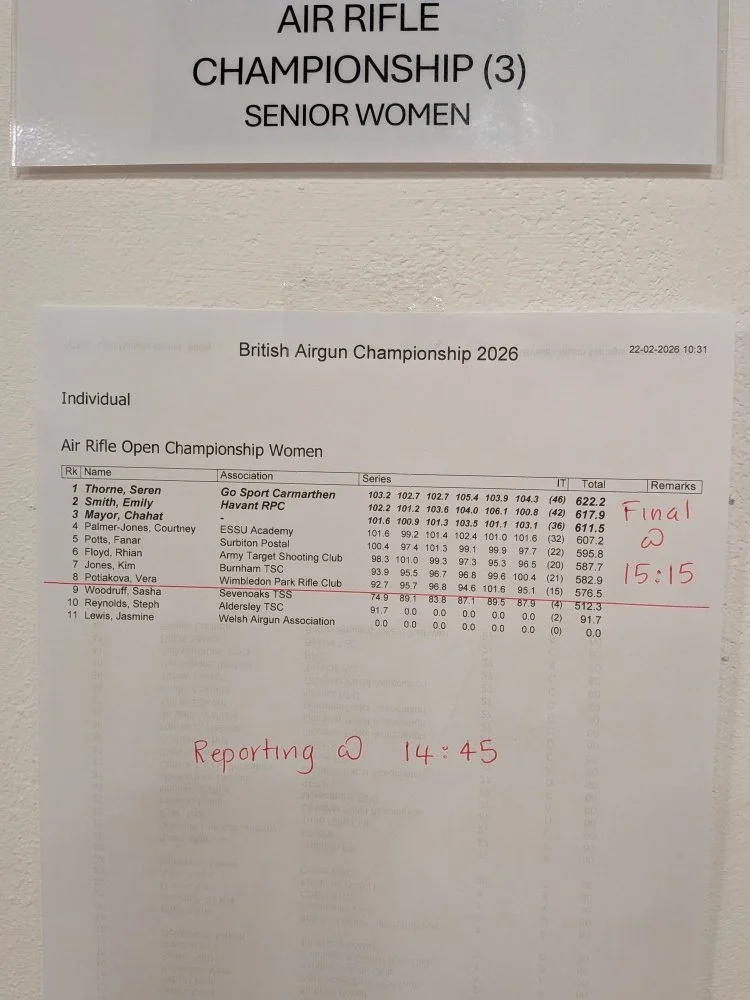 AIR RIFLE
CHAMPIONSHIP (3)
SENIOR WOMEN
British Airgun Championship 2026 22-02-2026 10:31
Individual
Air Rifle Open Championship Women
Rk Name Association Series IT Total Remarks
1 Thorne, Seren Go Sport Carmarthen 103.2 102.7 102.7 105.4 103.9 104.3 (46) 622.2
2 Smith, Emily Havant RPC 102.2 101.2 103.6 104.0 106.1 100.8 (42) 617.9
3 Mayor, Chahat - 101.6 100.9 101.3 103.5 101.1 103.1 (36) 611.5
4 Palmer-Jones, Courtney ESSU Academy 101.6 99.2 101.4 102.4 101.0 101.6 (32) 607.2
5 Potts, Fanar Surbiton Postal 100.4 97.4 101.3 99.1 99.9 97.7 (22) 595.8
6 Floyd, Rhian Army Target Shooting Club 98.3 101.0 99.3 97.3 95.3 96.5 (20) 587.7
7 Jones, Kim Burnham TSC 93.9 95.5 96.7 96.8 99.6 100.4 (21) 582.9
8 Potiakova, Vera Wimbledon Park Rifle Club 92.7 95.7 96.8 94.6 101.6 95.1 (15) 576.5
9 Woodruff, Sasha Sevenoaks TSS 74.9 89.1 83.8 87.1 89.5 87.9 (4) 512.3
10 Reynolds, Steph Aldersley TSC 91.7 0.0 0.0 0.0 0.0 0.0 (2) 91.7
11 Lewis, Jasmine Welsh Airgun Association 0.0 0.0 0.0 0.0 0.0 0.0 (0) 0.0
Final
@
15:15
Reporting @ 14:45